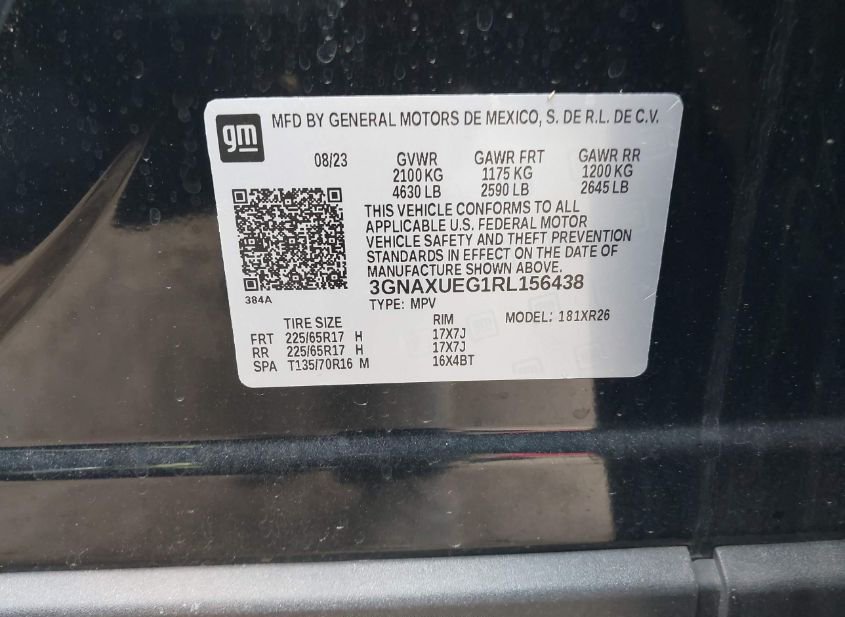 gm MFD BY GENERAL MOTORS DE MEXICO, S. DE R.L. DE C.V.
08/23 GVWR GAWR FRT GAWR RR
2100 KG 1175 KG 1200 KG
4630 LB 2590 LB 2645 LB
THIS VEHICLE CONFORMS TO ALL
APPLICABLE U.S. FEDERAL MOTOR
VEHICLE SAFETY AND THEFT PREVENTION
STANDARDS IN EFFECT ON THE DATE OF
MANUFACTURE SHOWN ABOVE.
384A
3GNAXUEG1RL156438
TYPE: MPV
MODEL: 181XR26
TIRE SIZE RIM
FRT 225/65R17 H 17X7J
RR 225/65R17 H 17X7J
SPA T135/70R16 M 16X4BT